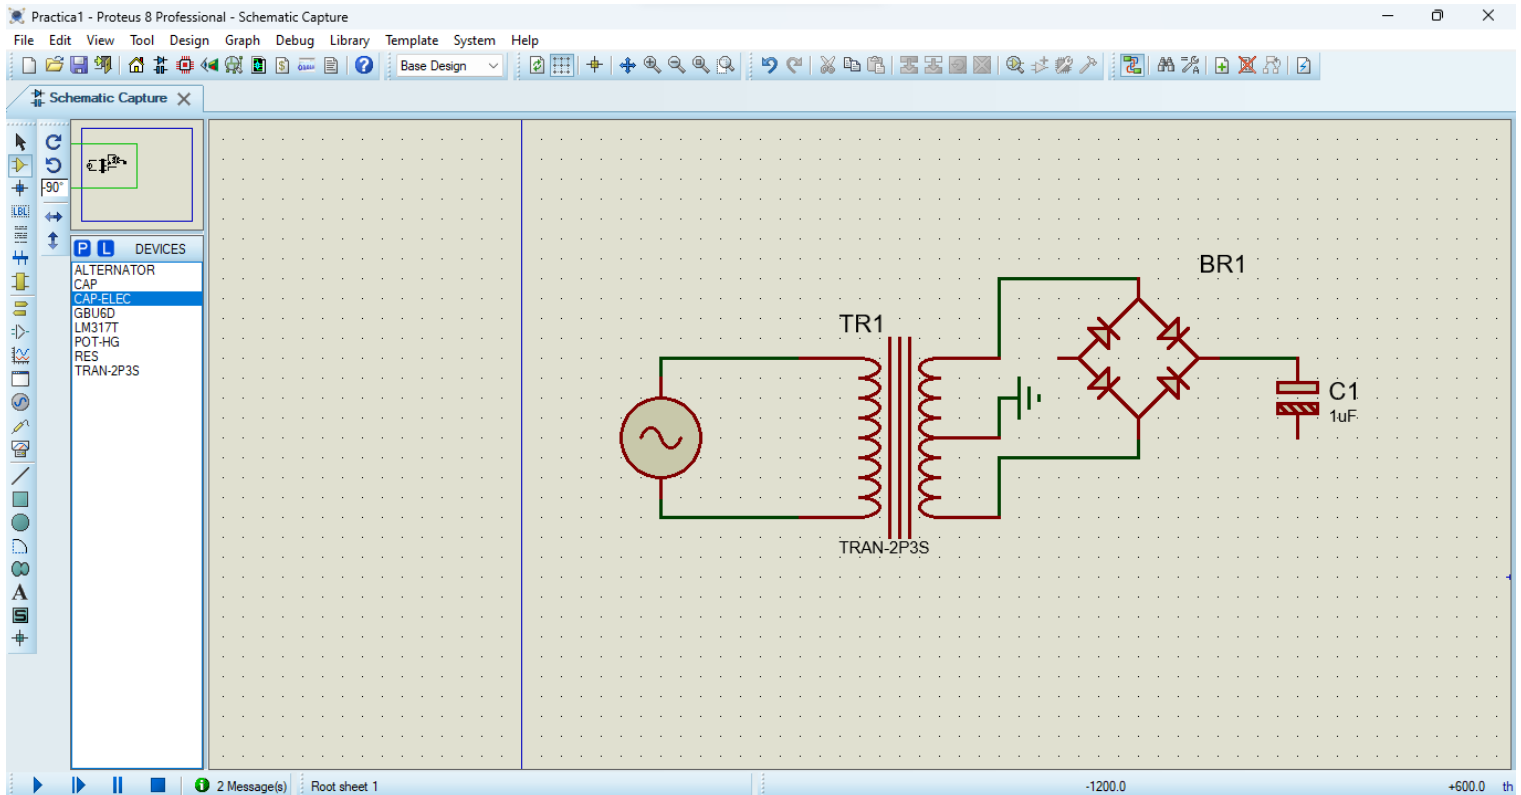 Practica1 - Proteus 8 Professional - Schematic Capture
File Edit View Tool Design Graph Debug Library Template System Help
Base Design
Schematic Capture
-90°
LBL
P L DEVICES
ALTERNATOR
CAP
CAP-ELEC
GBU6D
LM317T
POT-HG
RES
TRAN-2P3S
A
S
BR1
TR1
C1
1uF
TRAN-2P3S
2 Message(s) Root sheet 1 -1200.0 +600.0 th